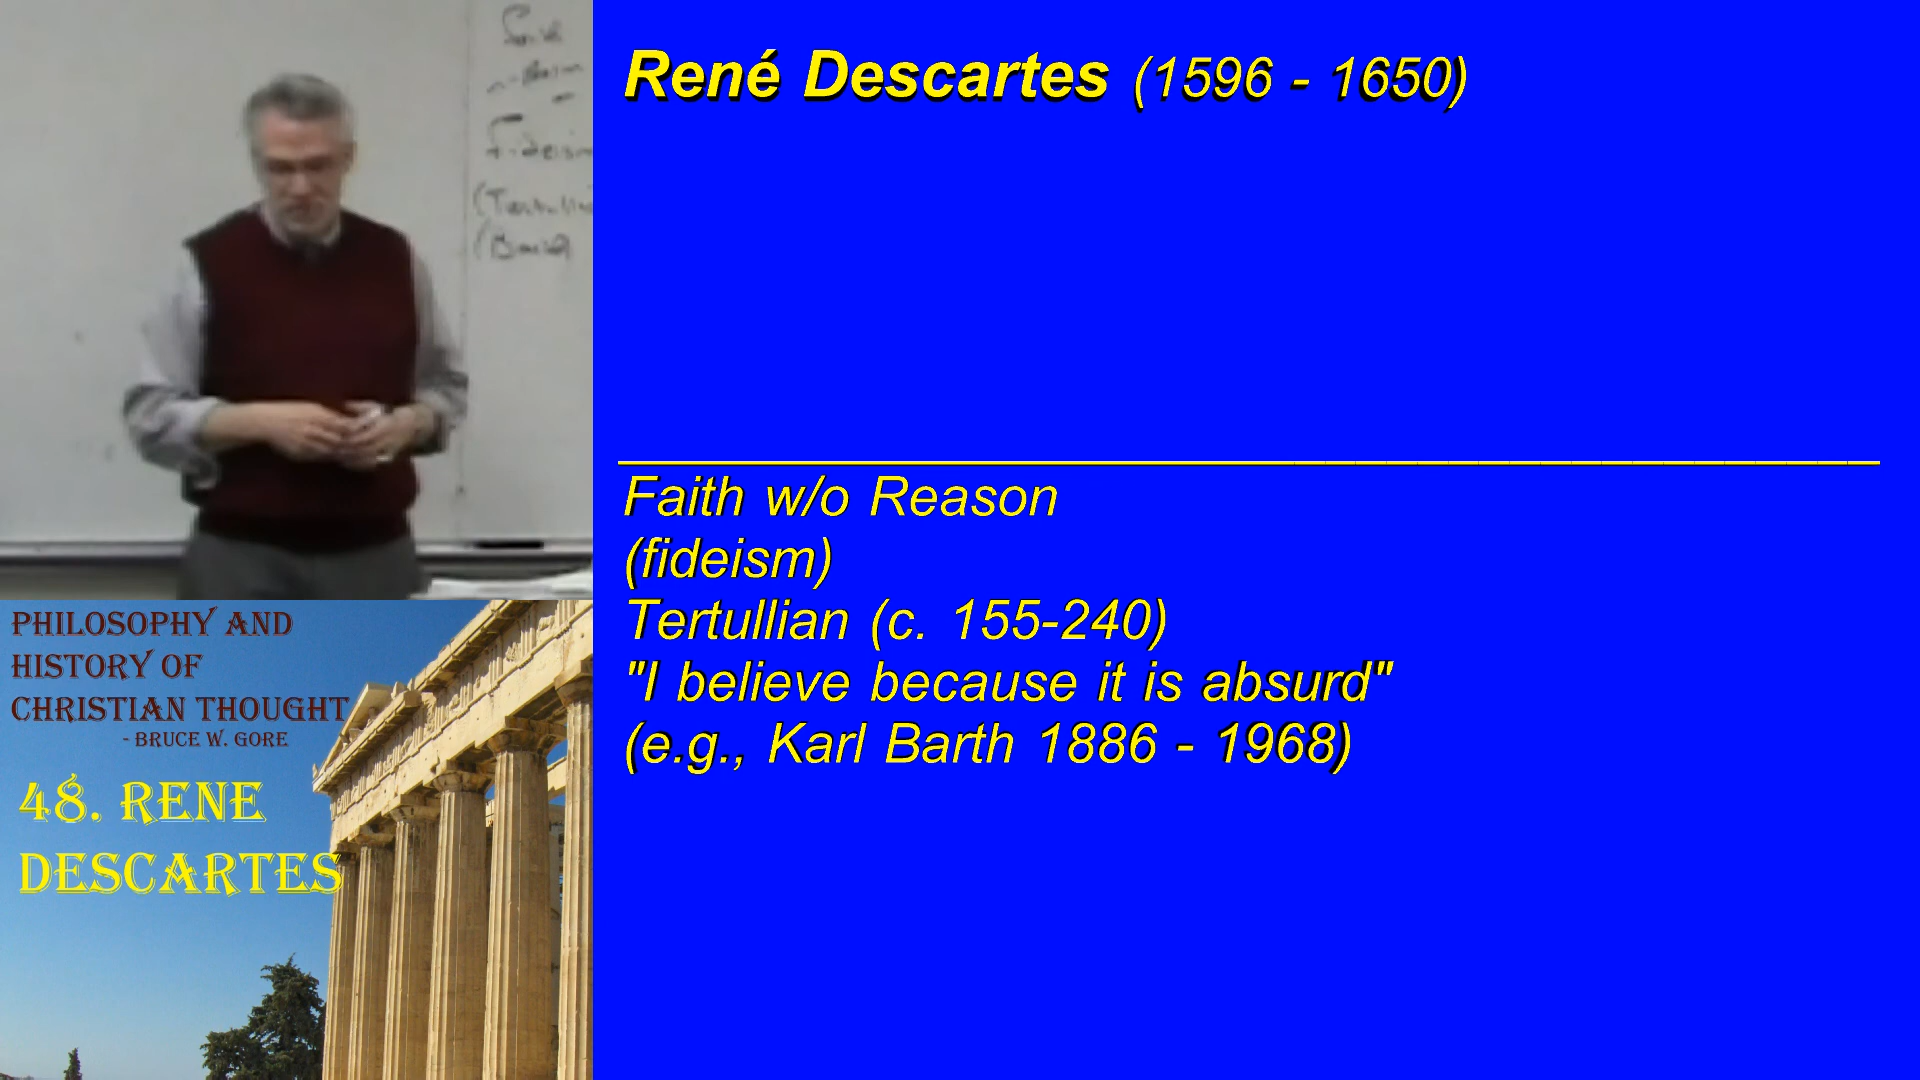 René Descartes (1596 - 1650)
Faith w/o Reason
(fideism)
Tertullian (c. 155-240)
"I believe because it is absurd"
(e.g., Karl Barth 1886 - 1968)
PHILOSOPHY AND
HISTORY OF
CHRISTIAN THOUGHT
- BRUCE W. GORE
48. RENE
DESCARTES